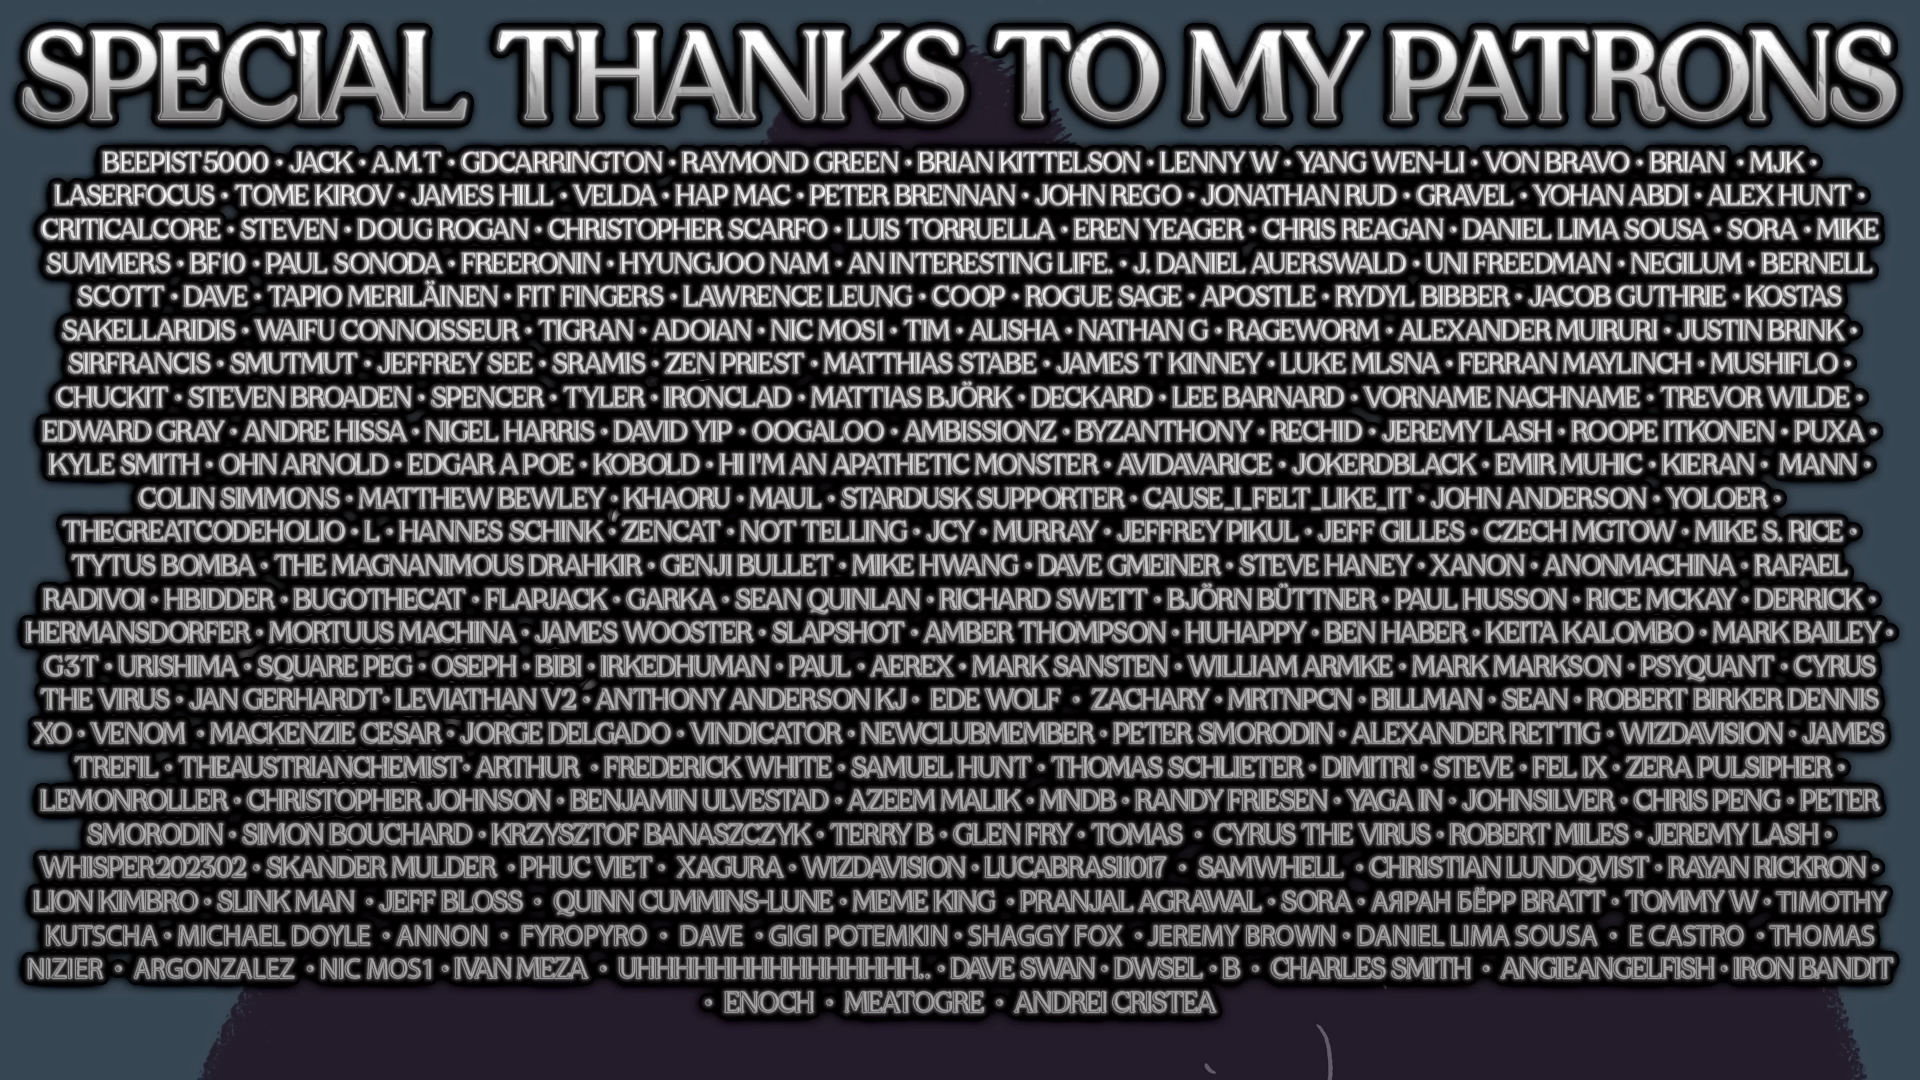 SPECIAL THANKS TO MY PATRONS
BEEPIST5000 • JACK • A.M.T • GDCARRINGTON • RAYMOND GREEN • BRIAN KITTELSON • LENNY W • YANG WEN-LI • VON BRAVO • BRIAN • MJK •
LASERFOCUS • TOME KIROV • JAMES HILL • VELDA • HAP MAC • PETER BRENNAN • JOHN REGO • JONATHAN RUD • GRAVEL • YOHAN ABDI • ALEX HUNT •
CRITICALCORE • STEVEN • DOUG ROGAN • CHRISTOPHER SCARFO • LUIS TORRUELLA • EREN YEAGER • CHRIS REAGAN • DANIEL LIMA SOUSA • SORA • MIKE
SUMMERS • BF10 • PAUL SONODA • FREERONIN • HYUNGJOO NAM • AN INTERESTING LIFE. • J. DANIEL AUERSWALD • UNI FREEDMAN • NEGILUM • BERNELL
SCOTT • DAVE • TAPIO MERILÄINEN • FIT FINGERS • LAWRENCE LEUNG • COOP • ROGUE SAGE • APOSTLE • RYDYL BIBBER • JACOB GUTHRIE • KOSTAS
SAKELLARIDIS • WAIFU CONNOISSEUR • TIGRAN • ADOIAN • NIC MOS1 • TIM • ALISHA • NATHAN G • RAGEWORM • ALEXANDER MUIRURI • JUSTIN BRINK •
SIRFRANCIS • SMUTMUT • JEFFREY SEE • SRAMIS • ZEN PRIEST • MATTHIAS STABE • JAMES T KINNEY • LUKE MLSNA • FERRAN MAYLINCH • MUSHIFLO •
CHUCKIT • STEVEN BROADEN • SPENCER • TYLER • IRONCLAD • MATTIAS BJÖRK • DECKARD • LEE BARNARD • VORNAME NACHNAME • TREVOR WILDE •
EDWARD GRAY • ANDRE HISSA • NIGEL HARRIS • DAVID YIP • OOGALOO • AMBISSIONZ • BYZANTHONY • RECHID • JEREMY LASH • ROOPE ITKONEN • PUXA •
KYLE SMITH • OHN ARNOLD • EDGAR A POE • KOBOLD • HI I'M AN APATHETIC MONSTER • AVIDAVARICE • JOKERDBLACK • EMIR MUHIC • KIERAN • MANN •
COLIN SIMMONS • MATTHEW BEWLEY • KHAORU • MAUL • STARDUSK SUPPORTER • CAUSE_I_FELT_LIKE_IT • JOHN ANDERSON • YOLOER •
THEGREATCODEHOLIO • L • HANNES SCHINK • ZENCAT • NOT TELLING • JCY • MURRAY • JEFFREY PIKUL • JEFF GILLES • CZECH MGTOW • MIKE S. RICE •
TYTUS BOMBA • THE MAGNANIMOUS DRAHKIR • GENJI BULLET • MIKE HWANG • DAVE GMEINER • STEVE HANEY • XANON • ANONMACHINA • RAFAEL
RADIVOI • HBIDDER • BUGOTHECAT • FLAPJACK • GARKA • SEAN QUINLAN • RICHARD SWETT • BJÖRN BÜTTNER • PAUL HUSSON • RICE MCKAY • DERRICK •
HERMANSDORFER • MORTUUS MACHINA • JAMES WOOSTER • SLAPSHOT • AMBER THOMPSON • HUHAPPY • BEN HABER • KEITA KALOMBO • MARK BAILEY •
G3T • URISHIMA • SQUARE PEG • OSEPH • BIBI • IRKEDHUMAN • PAUL • AEREX • MARK SANSTEN • WILLIAM ARMKE • MARK MARKSON • PSYQUANT • CYRUS
THE VIRUS • JAN GERHARDT • LEVIATHAN V2 • ANTHONY ANDERSON KJ • EDE WOLF • ZACHARY • MRTNPCN • BILLMAN • SEAN • ROBERT BIRKER DENNIS
XO • VENOM • MACKENZIE CESAR • JORGE DELGADO • VINDICATOR • NEWCLUBMEMBER • PETER SMORODIN • ALEXANDER RETTIG • WIZDAVISION • JAMES
TREFIL • THEAUSTRIANCHEMIST • ARTHUR • FREDERICK WHITE • SAMUEL HUNT • THOMAS SCHLIETER • DIMITRI • STEVE • FEL IX • ZERA PULSIPHER •
LEMONROLLER • CHRISTOPHER JOHNSON • BENJAMIN ULVESTAD • AZEEM MALIK • MNDB • RANDY FRIESEN • YAGA IN • JOHNSILVER • CHRIS PENG • PETER
SMORODIN • SIMON BOUCHARD • KRZYSZTOF BANASZCZYK • TERRY B • GLEN FRY • TOMAS • CYRUS THE VIRUS • ROBERT MILES • JEREMY LASH •
WHISPER202302 • SKANDER MULDER • PHUC VIET • XAGURA • WIZDAVISION • LUCABRASI1017 • SAMWHELL • CHRISTIAN LUNDQVIST • RAYAN RICKRON •
LION KIMBRO • SLINK MAN • JEFF BLOSS • QUINN CUMMINS-LUNE • MEME KING • PRANJAL AGRAWAL • SORA • АЯРАН БЁРР BRATT • TOMMY W • TIMOTHY
KUTSCHA • MICHAEL DOYLE • ANNON • FYROPYRO • DAVE • GIGI POTEMKIN • SHAGGY FOX • JEREMY BROWN • DANIEL LIMA SOUSA • E CASTRO • THOMAS
NIZIER • ARGONZALEZ • NIC MOS1 • IVAN MEZA • UHHHHHHHHHHHHHHH.. • DAVE SWAN • DWSEL • B • CHARLES SMITH • ANGIEANGELFISH • IRON BANDIT
• ENOCH • MEATOGRE • ANDREI CRISTEA